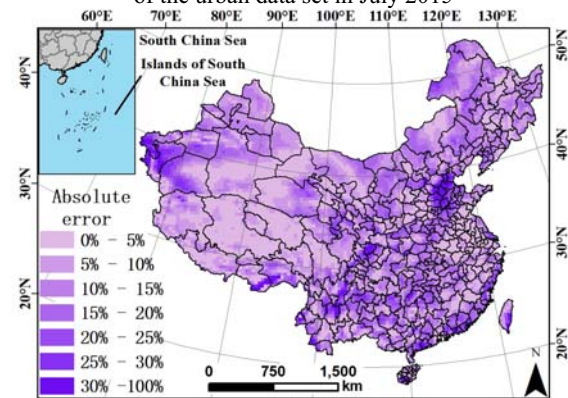 of the urban data set in July 2015
60°E 70°E 80°E 90°E 100°E 110°E 120°E 130°E
South China Sea
Islands of South
China Sea
50°N
40°N
40°N
30°N
30°N
20°N
20°N
Absolute
error
0% - 5%
5% - 10%
10% - 15%
15% - 20%
20% - 25%
25% - 30%
30% -100%
0 750 1,500
km
N